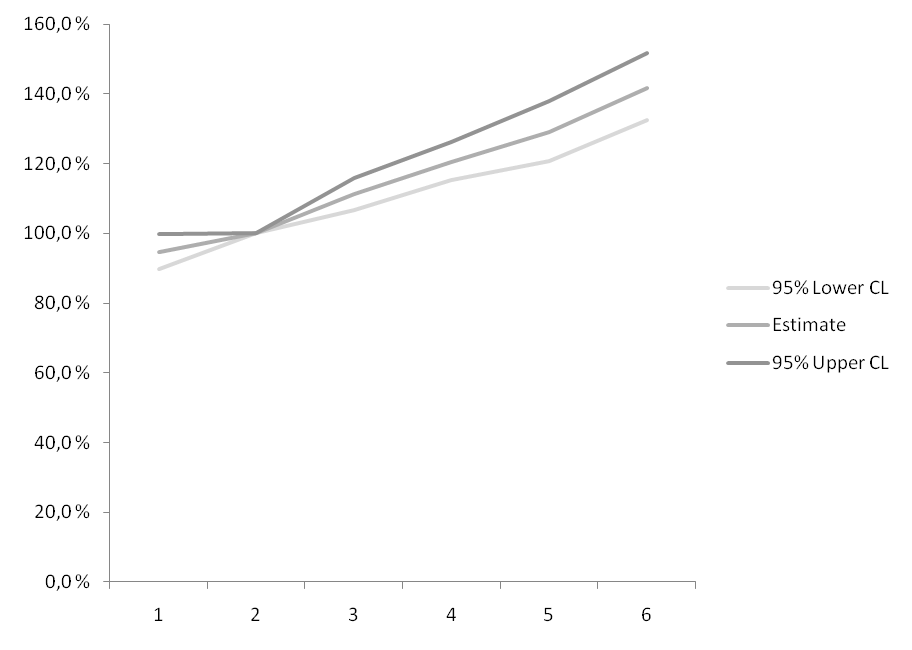 160,0 %
140,0 %
120,0 %
100,0 %
80,0 %
60,0 %
40,0 %
20,0 %
0,0 %
1 2 3 4 5 6
95% Lower CL
Estimate
95% Upper CL